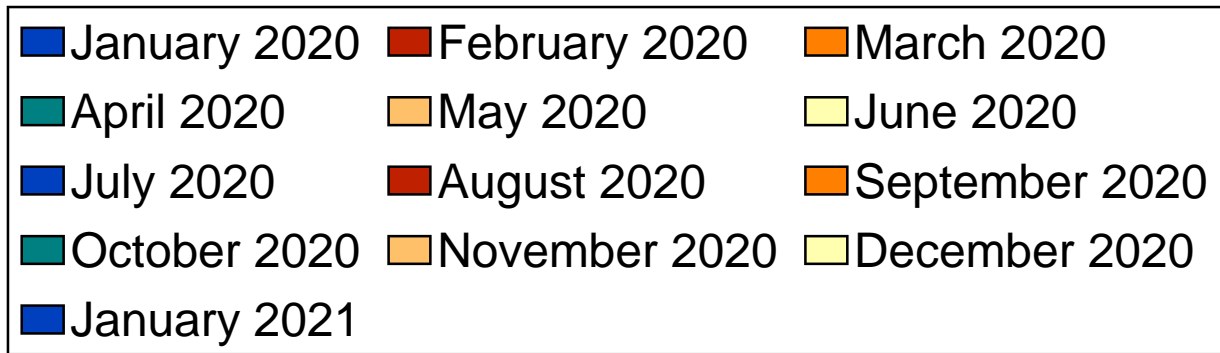 January 2020 February 2020 March 2020
April 2020 May 2020 June 2020
July 2020 August 2020 September 2020
October 2020 November 2020 December 2020
January 2021